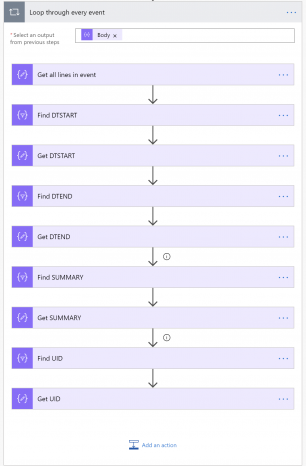 Loop through every event
* Select an output
from previous steps
Body x
Get all lines in event
Find DTSTART
Get DTSTART
Find DTEND
Get DTEND
Find SUMMARY
Get SUMMARY
Find UID
Get UID
Add an action